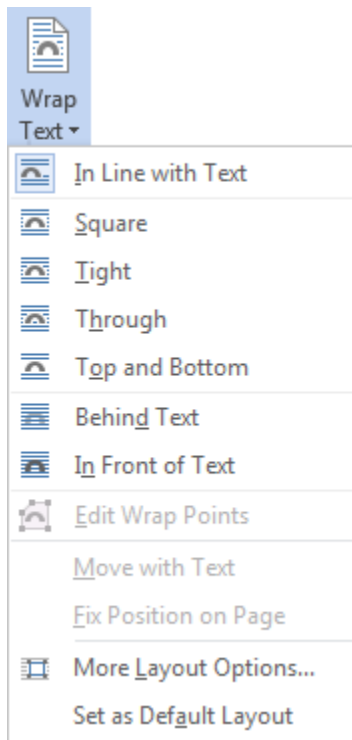 Wrap
Text
In Line with Text
Square
Tight
Through
Top and Bottom
Behind Text
In Front of Text
Edit Wrap Points
Move with Text
Fix Position on Page
More Layout Options...
Set as Default Layout